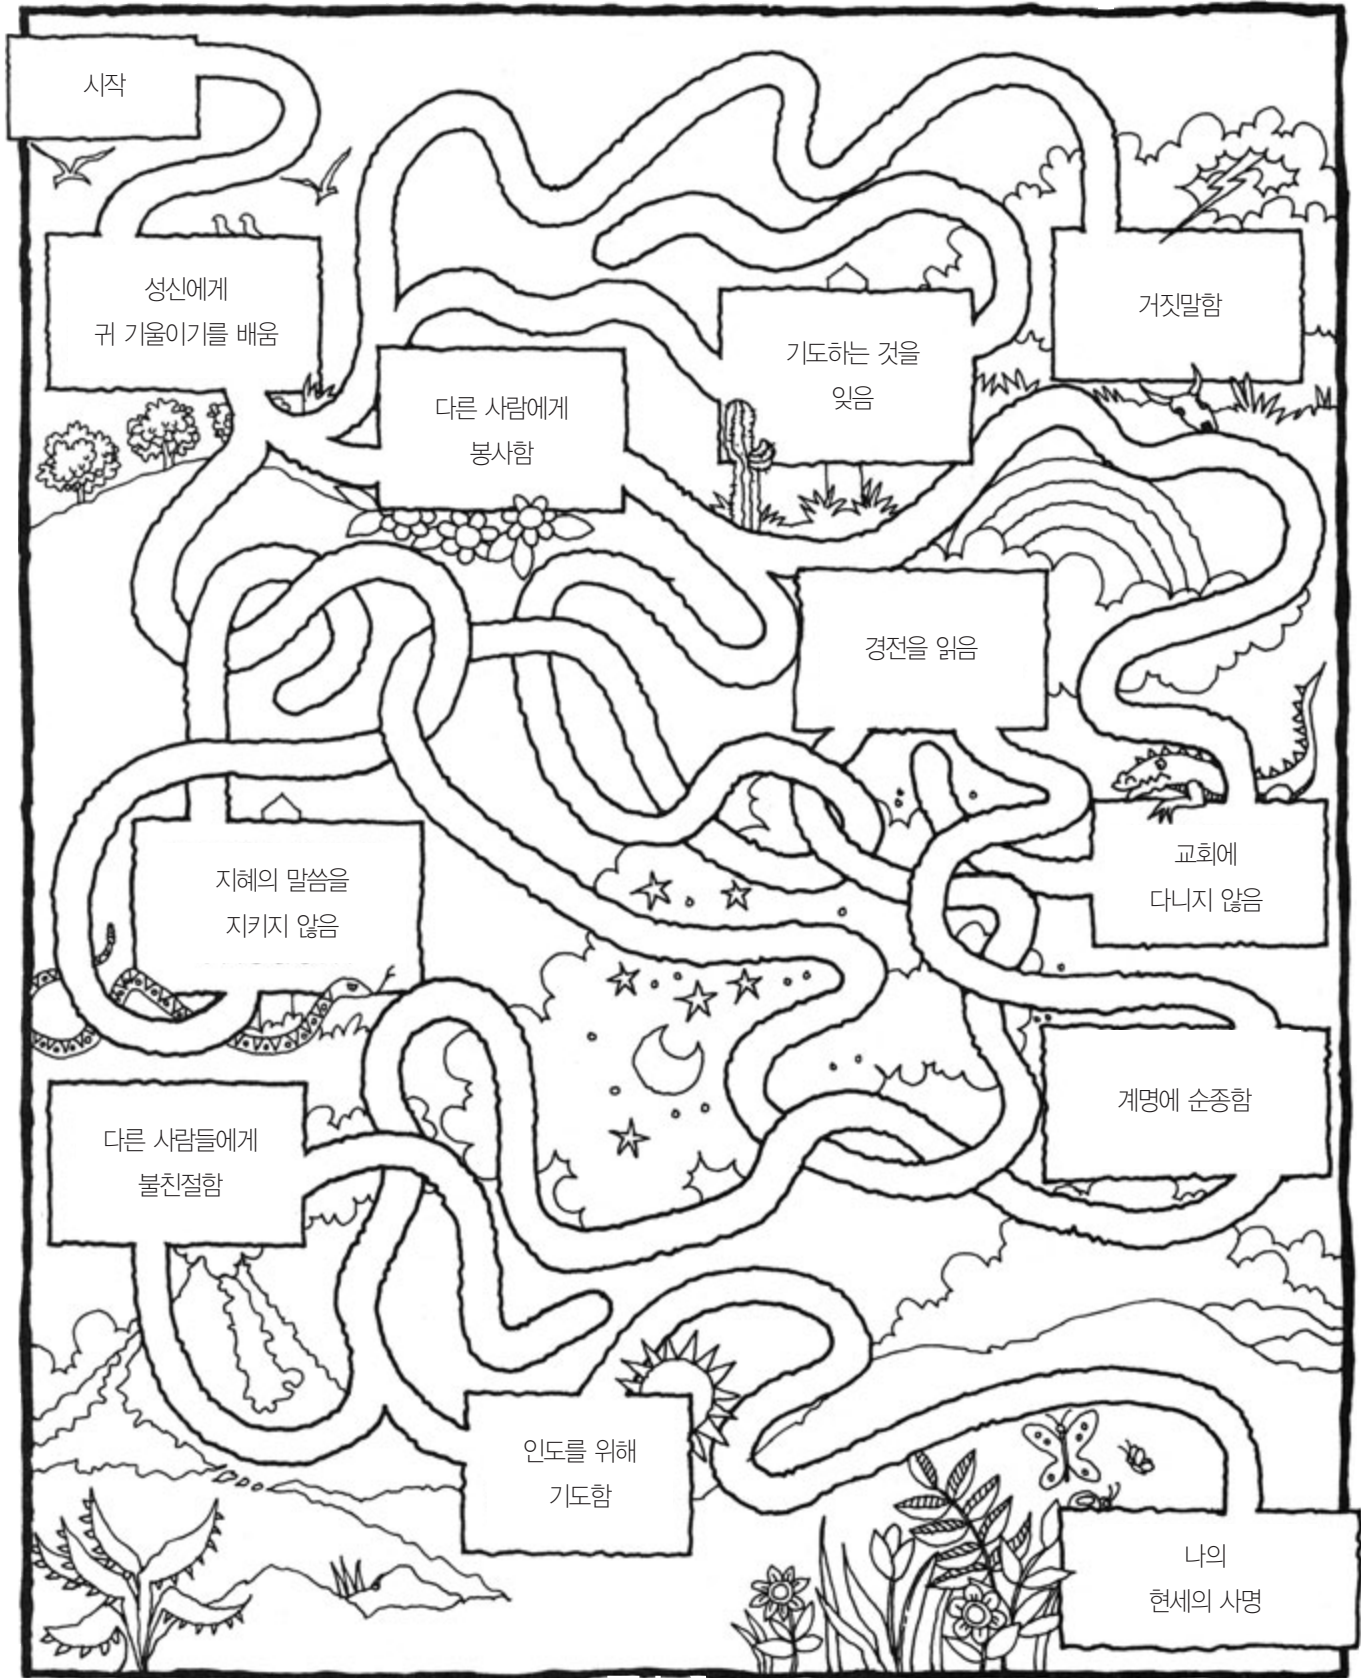 시작
성신에게
귀 기울이기를 배움
거짓말함
기도하는 것을
잊음
다른 사람에게
봉사함
경전을 읽음
교회에
다니지 않음
지혜의 말씀을
지키지 않음
계명에 순종함
다른 사람들에게
불친절함
인도를 위해
기도함
나의
현세의 사명